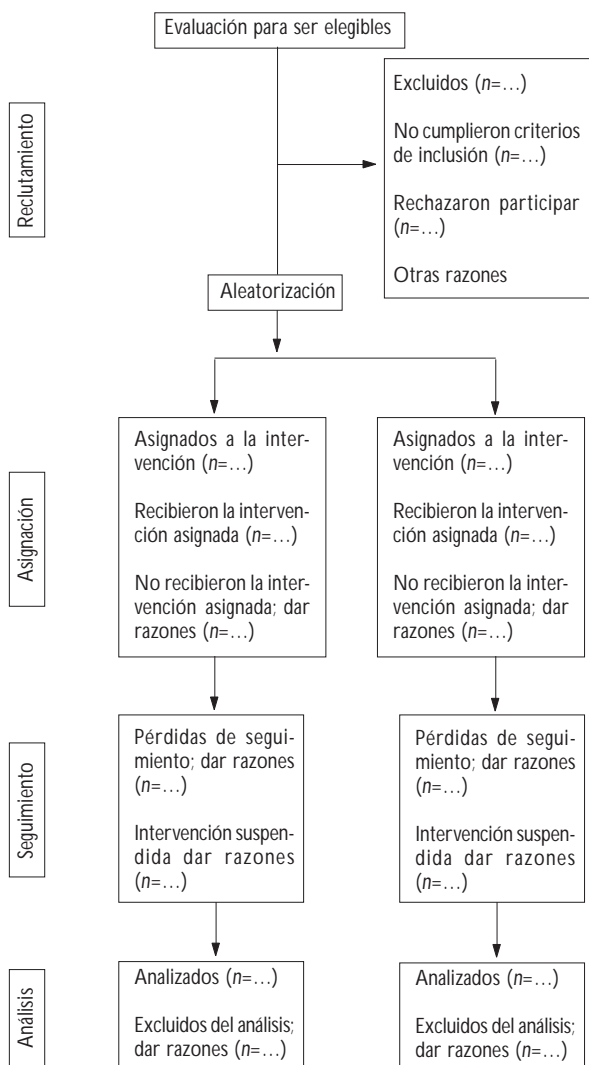 Evaluación para ser elegibles
Reclutamiento
Excluidos (n=…)
No cumplieron criterios
de inclusión (n=…)
Rechazaron participar
(n=…)
Otras razones
Aleatorización
Asignación
Asignados a la inter-
vención (n=…)
Recibieron la interven-
ción asignada (n=…)
No recibieron la inter-
vención asignada; dar
razones (n=…)
Asignados a la inter-
vención (n=…)
Recibieron la interven-
ción asignada (n=…)
No recibieron la inter-
vención asignada; dar
razones (n=…)
Seguimiento
Pérdidas de segui-
miento; dar razones
(n=…)
Intervención suspen-
dida dar razones
(n=…)
Pérdidas de segui-
miento; dar razones
(n=…)
Intervención suspen-
dida dar razones
(n=…)
Análisis
Analizados (n=…)
Excluidos del análisis;
dar razones (n=…)
Analizados (n=…)
Excluidos del análisis;
dar razones (n=…)